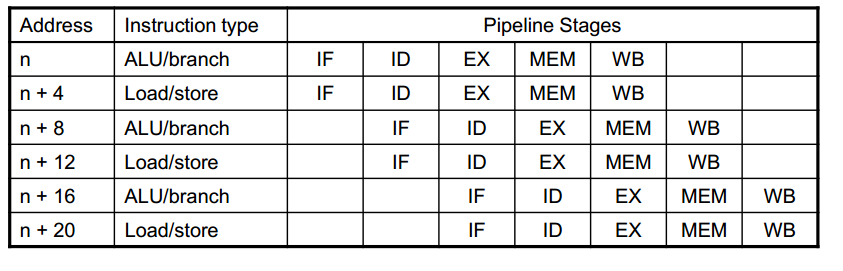 Address Instruction type Pipeline Stages
n ALU/branch IF ID EX MEM WB
n + 4 Load/store IF ID EX MEM WB
n + 8 ALU/branch IF ID EX MEM WB
n + 12 Load/store IF ID EX MEM WB
n + 16 ALU/branch IF ID EX MEM WB
n + 20 Load/store IF ID EX MEM WB